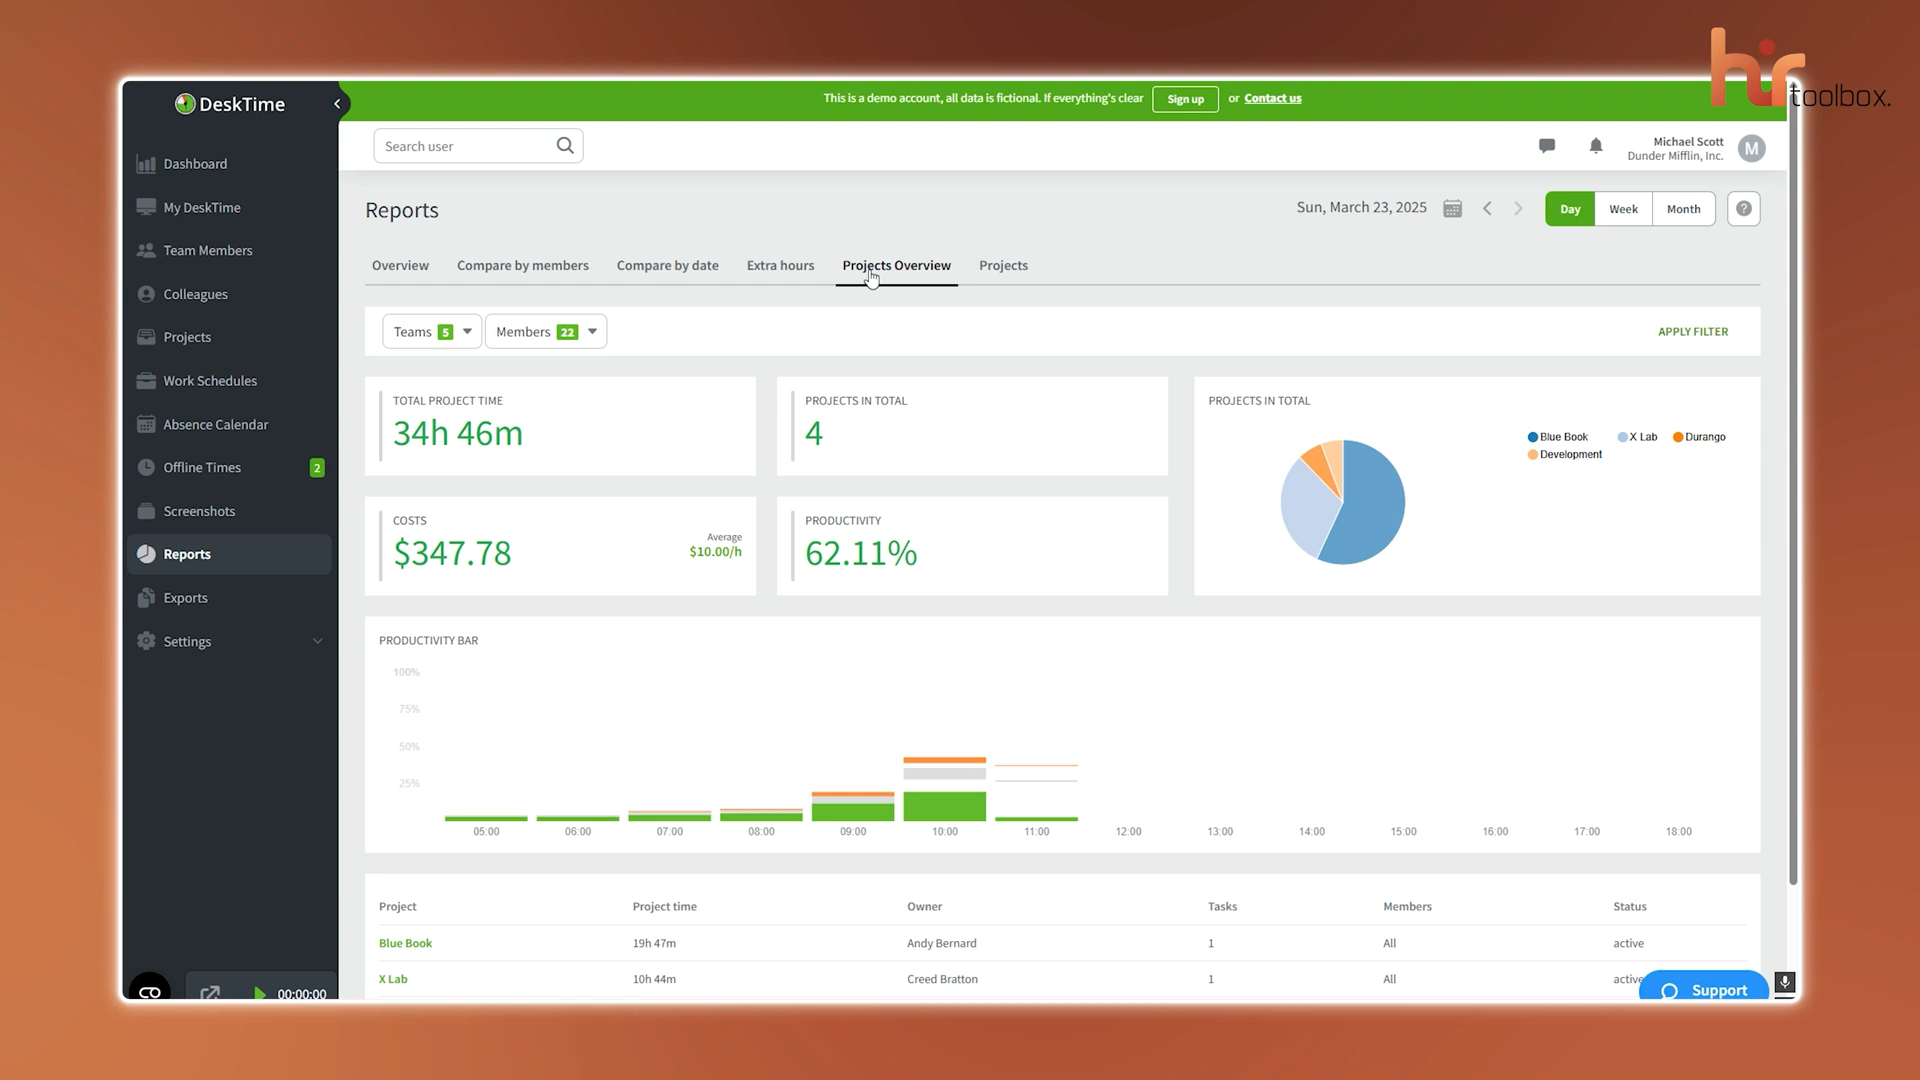 hr
toolbox.
DeskTime
This is a demo account, all data is fictional. If everything's clear Sign up or Contact us
Search user
Michael Scott
Dunder Mifflin, Inc.
M
Dashboard
My DeskTime
Team Members
Colleagues
Projects
Work Schedules
Absence Calendar
Offline Times 2
Screenshots
Reports
Exports
Settings
00:00:00
Reports
Sun, March 23, 2025
Day Week Month ?
Overview Compare by members Compare by date Extra hours Projects Overview Projects
Teams 5 Members 22 APPLY FILTER
TOTAL PROJECT TIME
34h 46m
PROJECTS IN TOTAL
4
COSTS
$347.78
Average
$10.00/h
PRODUCTIVITY
62.11%
PROJECTS IN TOTAL
Blue Book X Lab Durango
Development
PRODUCTIVITY BAR
100%
75%
50%
25%
05:00 06:00 07:00 08:00 09:00 10:00 11:00 12:00 13:00 14:00 15:00 16:00 17:00 18:00
Project Project time Owner Tasks Members Status
Blue Book 19h 47m Andy Bernard 1 All active
X Lab 10h 44m Creed Bratton 1 All active
Support